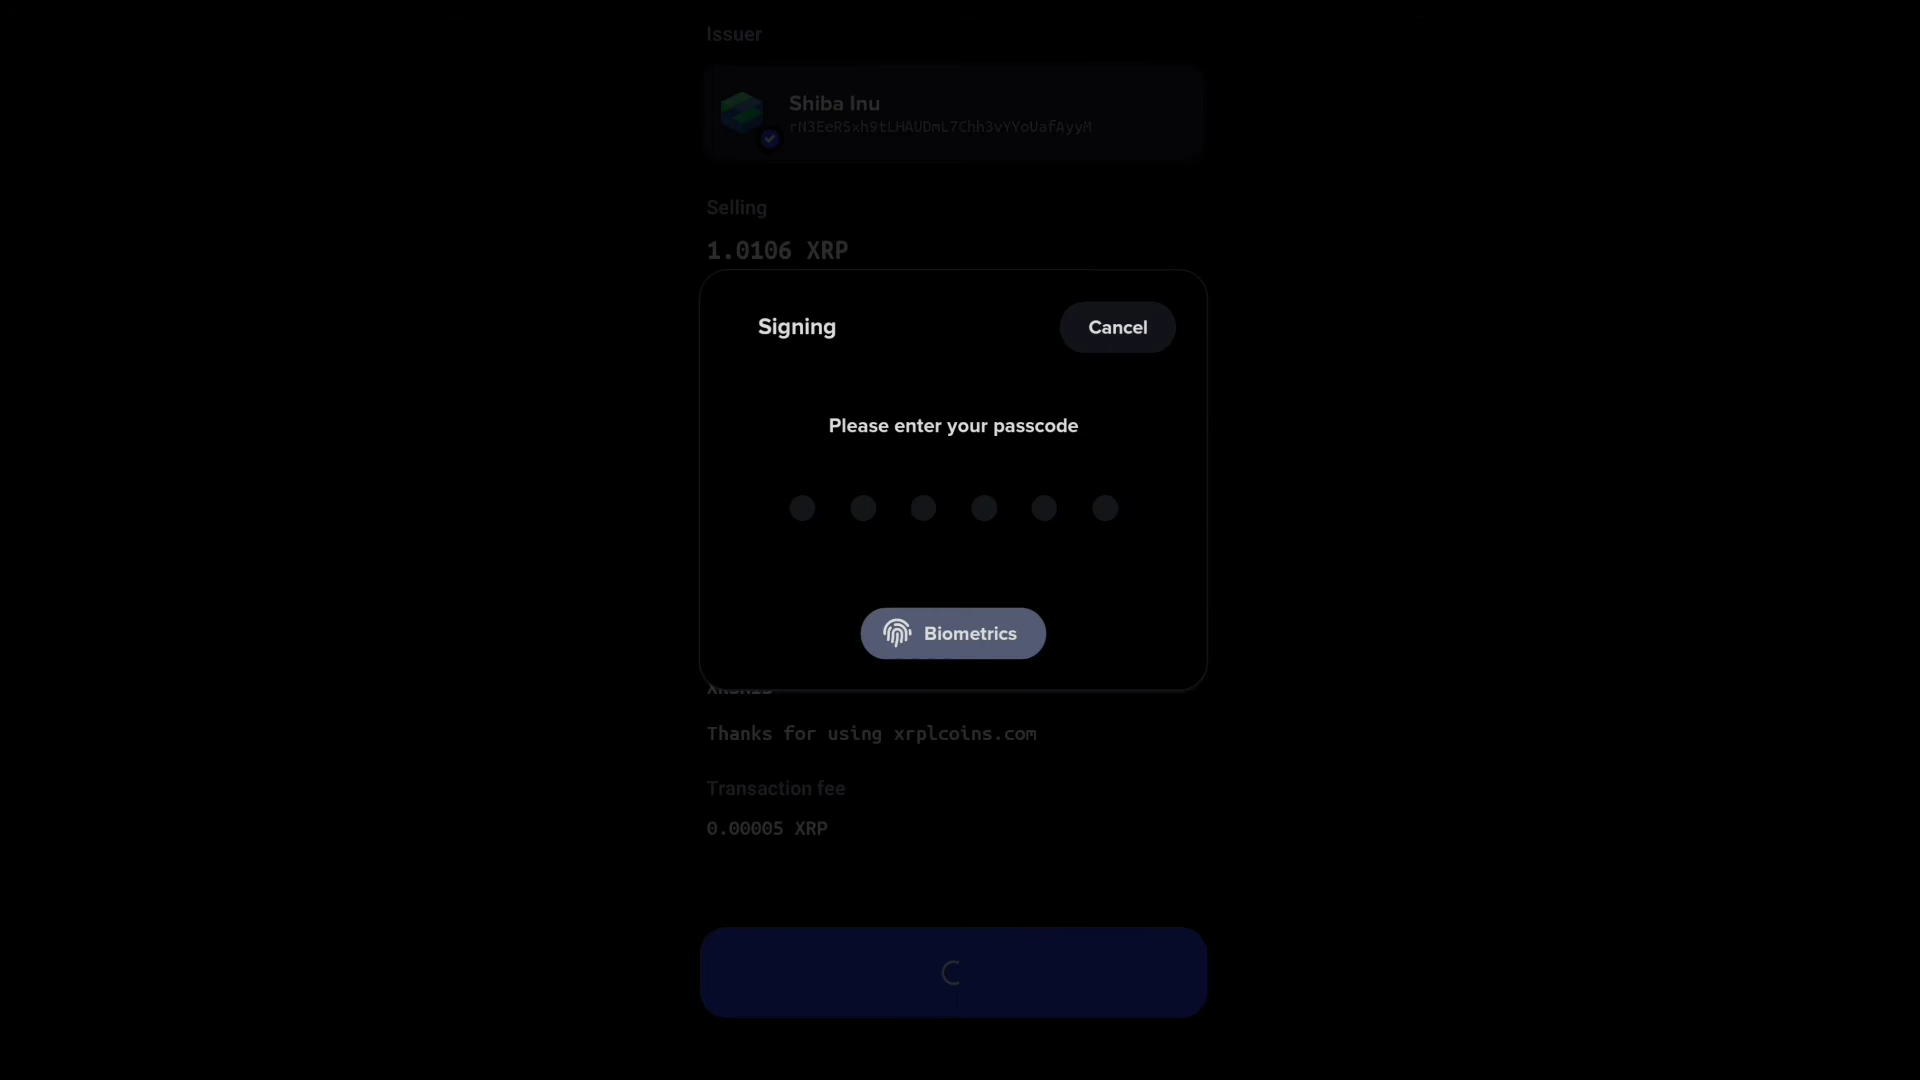 Issuer
Shiba Inu
Selling
1.0106 XRP
Signing
Cancel
Please enter your passcode
Biometrics
Thanks for using xrplcoins.com
Transaction fee
0.00005 XRP